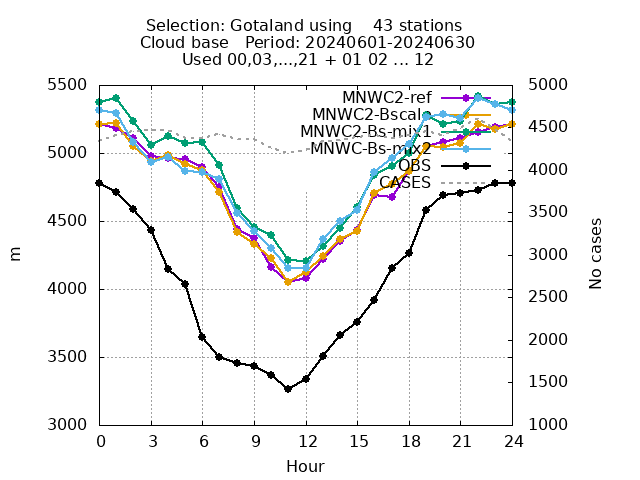 Selection: Gotaland using 43 stations
Cloud base Period: 20240601-20240630
Used 00,03,...,21 + 01 02 ... 12
5500 5000
MNWC2-ref
MNWC2-Bscale
MNWC2-Bs-mix1
MNWC-Bs-mix2
OBS
CASES
5000 4500
4500 4000
4000 3500
3500 3000
3000 2500
2000
1500
1000
m
No cases
0 3 6 9 12 15 18 21 24
Hour